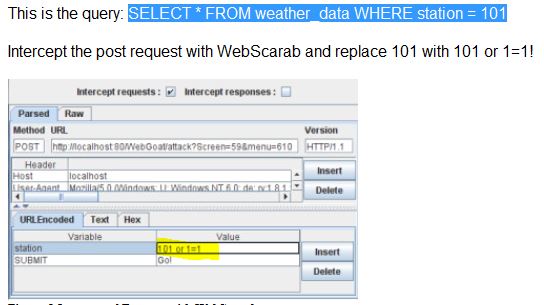 This is the query: SELECT * FROM weather_data WHERE station = 101
Intercept the post request with WebScarab and replace 101 with 101 or 1=1!
Intercept requests : Intercept responses :
Parsed Raw
Method URL Version
POST http://localhost:80/WebGoat/attack?Screen=59&menu=610 HTTP/1.1
Header
Host localhost
User-Agent Mozilla/5.0 (Windows; U; Windows NT 6.0; de; rv:1.8.1
Insert
Delete
URLEncoded Text Hex
Variable Value
station 101 or 1=1
SUBMIT Go!
Insert
Delete